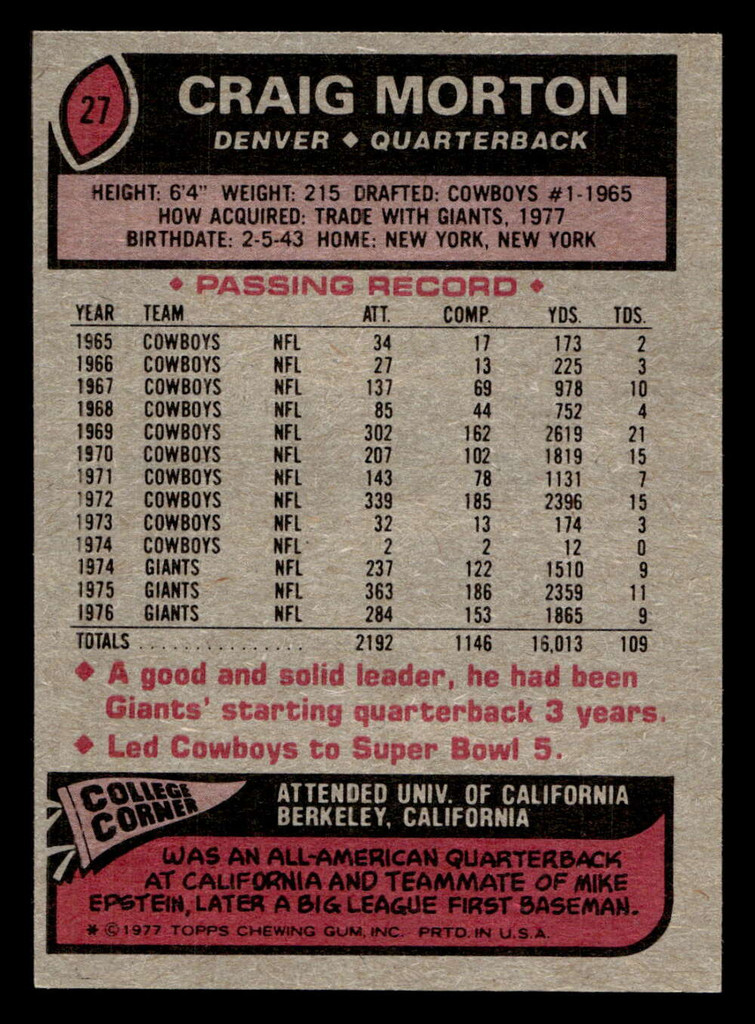 27
CRAIG MORTON
DENVER ♦ QUARTERBACK
HEIGHT: 6'4" WEIGHT: 215 DRAFTED: COWBOYS #1-1965
HOW ACQUIRED: TRADE WITH GIANTS, 1977
BIRTHDATE: 2-5-43 HOME: NEW YORK, NEW YORK
♦ PASSING RECORD ♦
YEAR TEAM ATT. COMP. YDS. TDS.
1965 COWBOYS NFL 34 17 173 2
1966 COWBOYS NFL 27 13 225 3
1967 COWBOYS NFL 137 69 978 10
1968 COWBOYS NFL 85 44 752 4
1969 COWBOYS NFL 302 162 2619 21
1970 COWBOYS NFL 207 102 1819 15
1971 COWBOYS NFL 143 78 1131 7
1972 COWBOYS NFL 339 185 2396 15
1973 COWBOYS NFL 32 13 174 3
1974 COWBOYS NFL 2 2 12 0
1974 GIANTS NFL 237 122 1510 9
1975 GIANTS NFL 363 186 2359 11
1976 GIANTS NFL 284 153 1865 9
TOTALS . . . . . . . . . . . . . . . 2192 1146 16,013 109
♦ A good and solid leader, he had been
Giants' starting quarterback 3 years.
♦ Led Cowboys to Super Bowl 5.
COLLEGE
CORNER
ATTENDED UNIV. OF CALIFORNIA
BERKELEY, CALIFORNIA
WAS AN ALL-AMERICAN QUARTERBACK
AT CALIFORNIA AND TEAMMATE OF MIKE
EPSTEIN, LATER A BIG LEAGUE FIRST BASEMAN.
* © 1977 TOPPS CHEWING GUM, INC. PRTD. IN U.S.A.